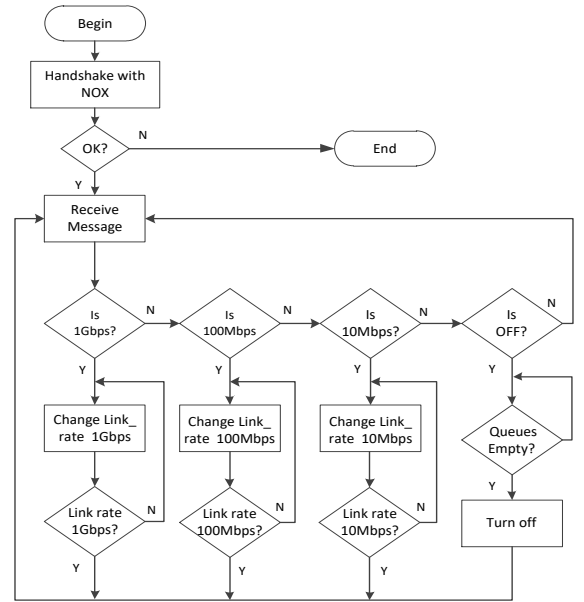 Begin
Handshake with
NOX
OK?
N
End
Y
Receive
Message
Is
1Gbps?
N
Is
100Mbps
N
Is
10Mbps?
N
Is
OFF?
N
Y
Y
Y
Y
Change Link_
rate 1Gbps
Change Link_
rate 100Mbps
Change Link_
rate 10Mbps
Queues
Empty?
Link rate
1Gbps?
N
Link rate
100Mbps?
N
Link rate
10Mbps?
N
Y
Turn off
Y
Y
Y